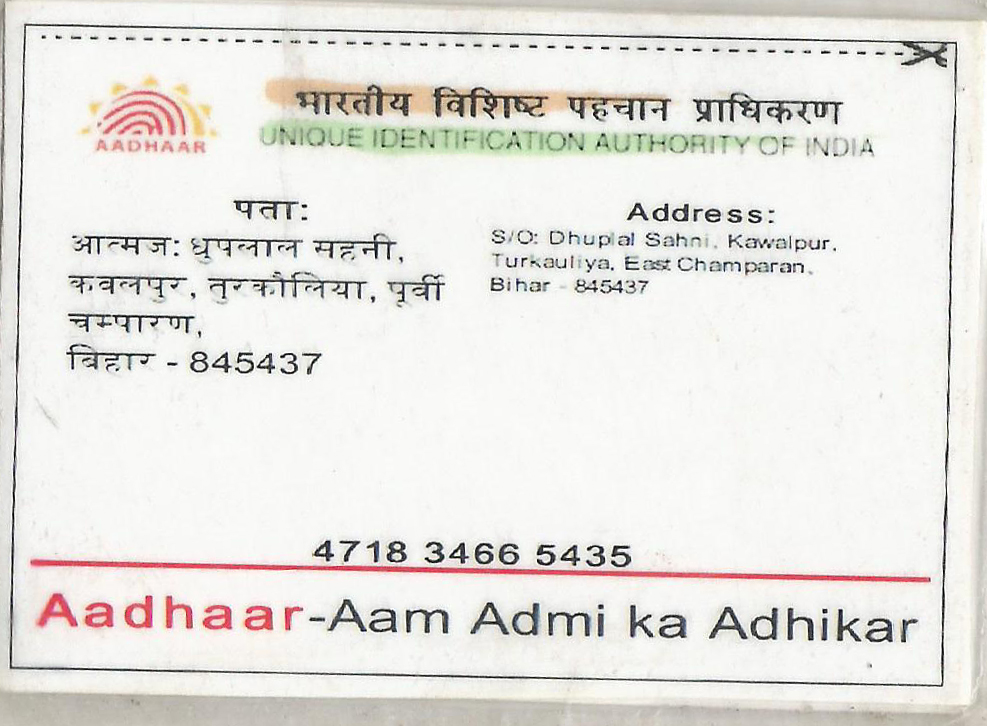 भारतीय विशिष्ट पहचान प्राधिकरण
AADHAAR
UNIQUE IDENTIFICATION AUTHORITY OF INDIA
पता:
आत्मज: धुपलाल सहनी,
कवलपुर, तुरकौलिया, पूर्वी
चम्पारण,
बिहार - 845437
Address:
S/O: Dhuplal Sahni, Kawalpur,
Turkauliya, East Champaran,
Bihar - 845437
4718 3466 5435
Aadhaar-Aam Admi ka Adhikar